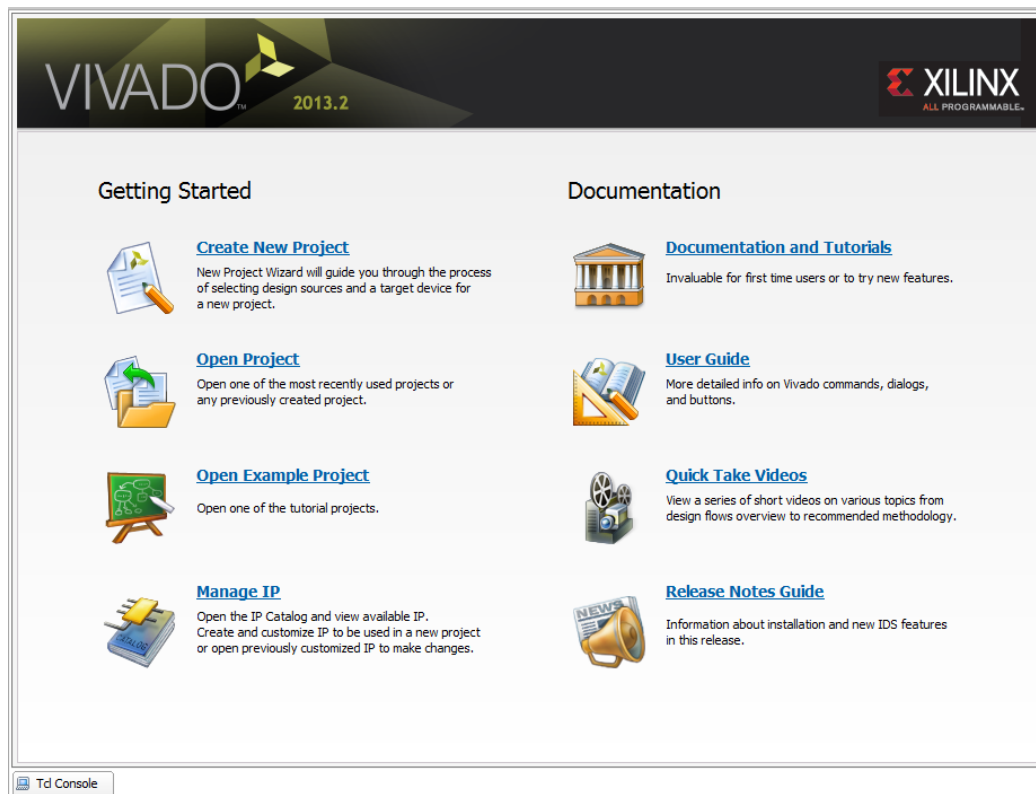 VIVADO™ 2013.2
XILINX
ALL PROGRAMMABLE™
Getting Started
Create New Project
New Project Wizard will guide you through the process
of selecting design sources and a target device for
a new project.
Open Project
Open one of the most recently used projects or
any previously created project.
Open Example Project
Open one of the tutorial projects.
Manage IP
Open the IP Catalog and view available IP.
Create and customize IP to be used in a new project
or open previously customized IP to make changes.
CATALOG
Documentation
Documentation and Tutorials
Invaluable for first time users or to try new features.
User Guide
More detailed info on Vivado commands, dialogs,
and buttons.
Quick Take Videos
View a series of short videos on various topics from
design flows overview to recommended methodology.
NEWS
Release Notes Guide
Information about installation and new IDS features
in this release.
Tcl Console